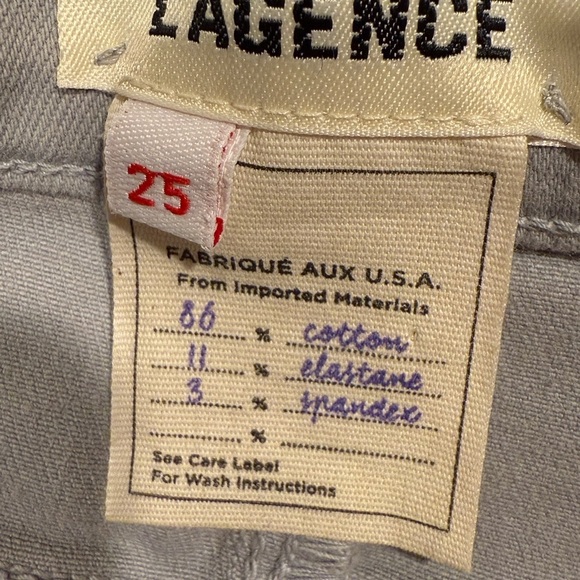 L'AGENCE
25
FABRIQUÉ AUX U.S.A.
From Imported Materials
86 % cotton
11 % elastane
3 % spandex
%
See Care Label
For Wash Instructions